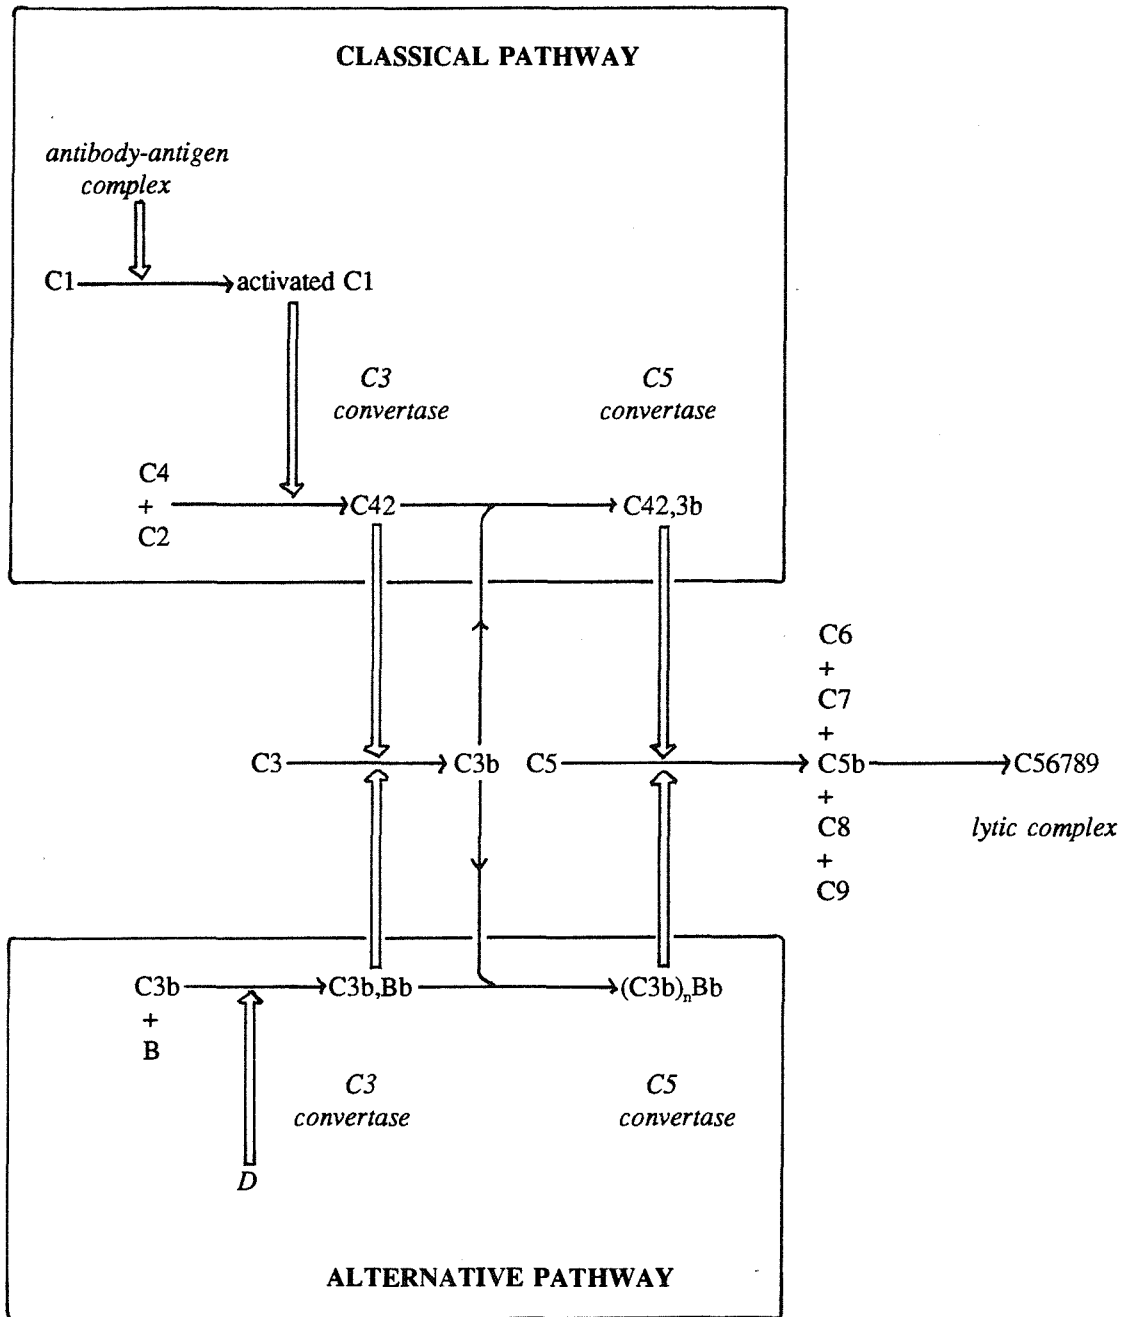 CLASSICAL PATHWAY
antibody-antigen
complex
C1 activated C1
C3
convertase
C5
convertase
C4
+
C2
C42
C42,3b
C6
+
C7
+
C3 C3b C5 C5b C56789
+
C8
+
C9
lytic complex
C3b
+
B
C3b,Bb
(C3b)nBb
C3
convertase
C5
convertase
D
ALTERNATIVE PATHWAY